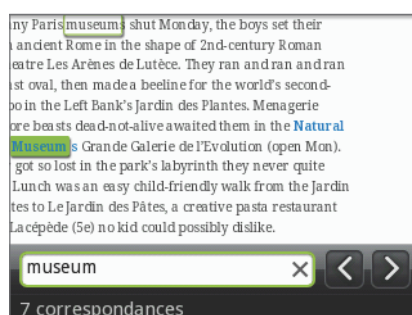 ny Paris museums shut Monday, the boys set their
ancient Rome in the shape of 2nd-century Roman
eatre Les Arènes de Lutèce. They ran and ran and ran
st oval, then made a beeline for the world's second-
oo in the Left Bank's Jardin des Plantes. Menagerie
ore beasts dead-not-alive awaited them in the Natural
Museum's Grande Galerie de l'Evolution (open Mon).
got so lost in the park's labyrinth they never quite
Lunch was an easy child-friendly walk from the Jardin
tes to Le Jardin des Pâtes, a creative pasta restaurant
Lacépède (5e) no kid could possibly dislike.
museum
7 correspondances